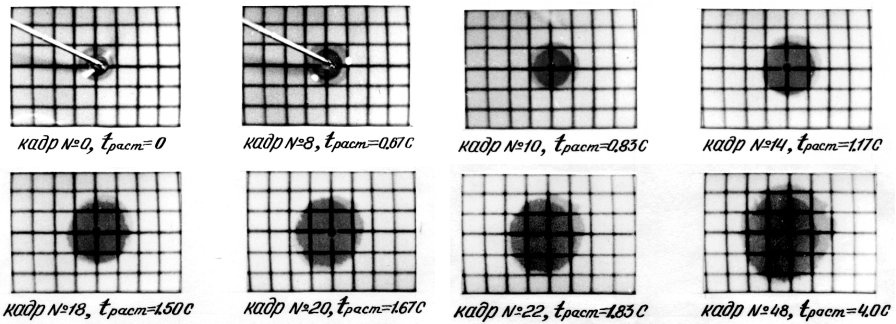 кадр №0, tраст=0
кадр №8, tраст=0,67с
кадр №10, tраст=0,83с
кадр №14, tраст=1.17с
кадр №18, tраст=1.50с
кадр №20, tраст=1.67с
кадр №22, tраст=1.83с
кадр №48, tраст=4.0с